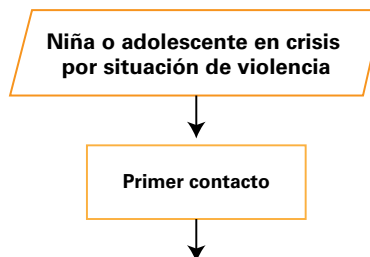 Niña o adolescente en crisis
por situación de violencia
Primer contacto